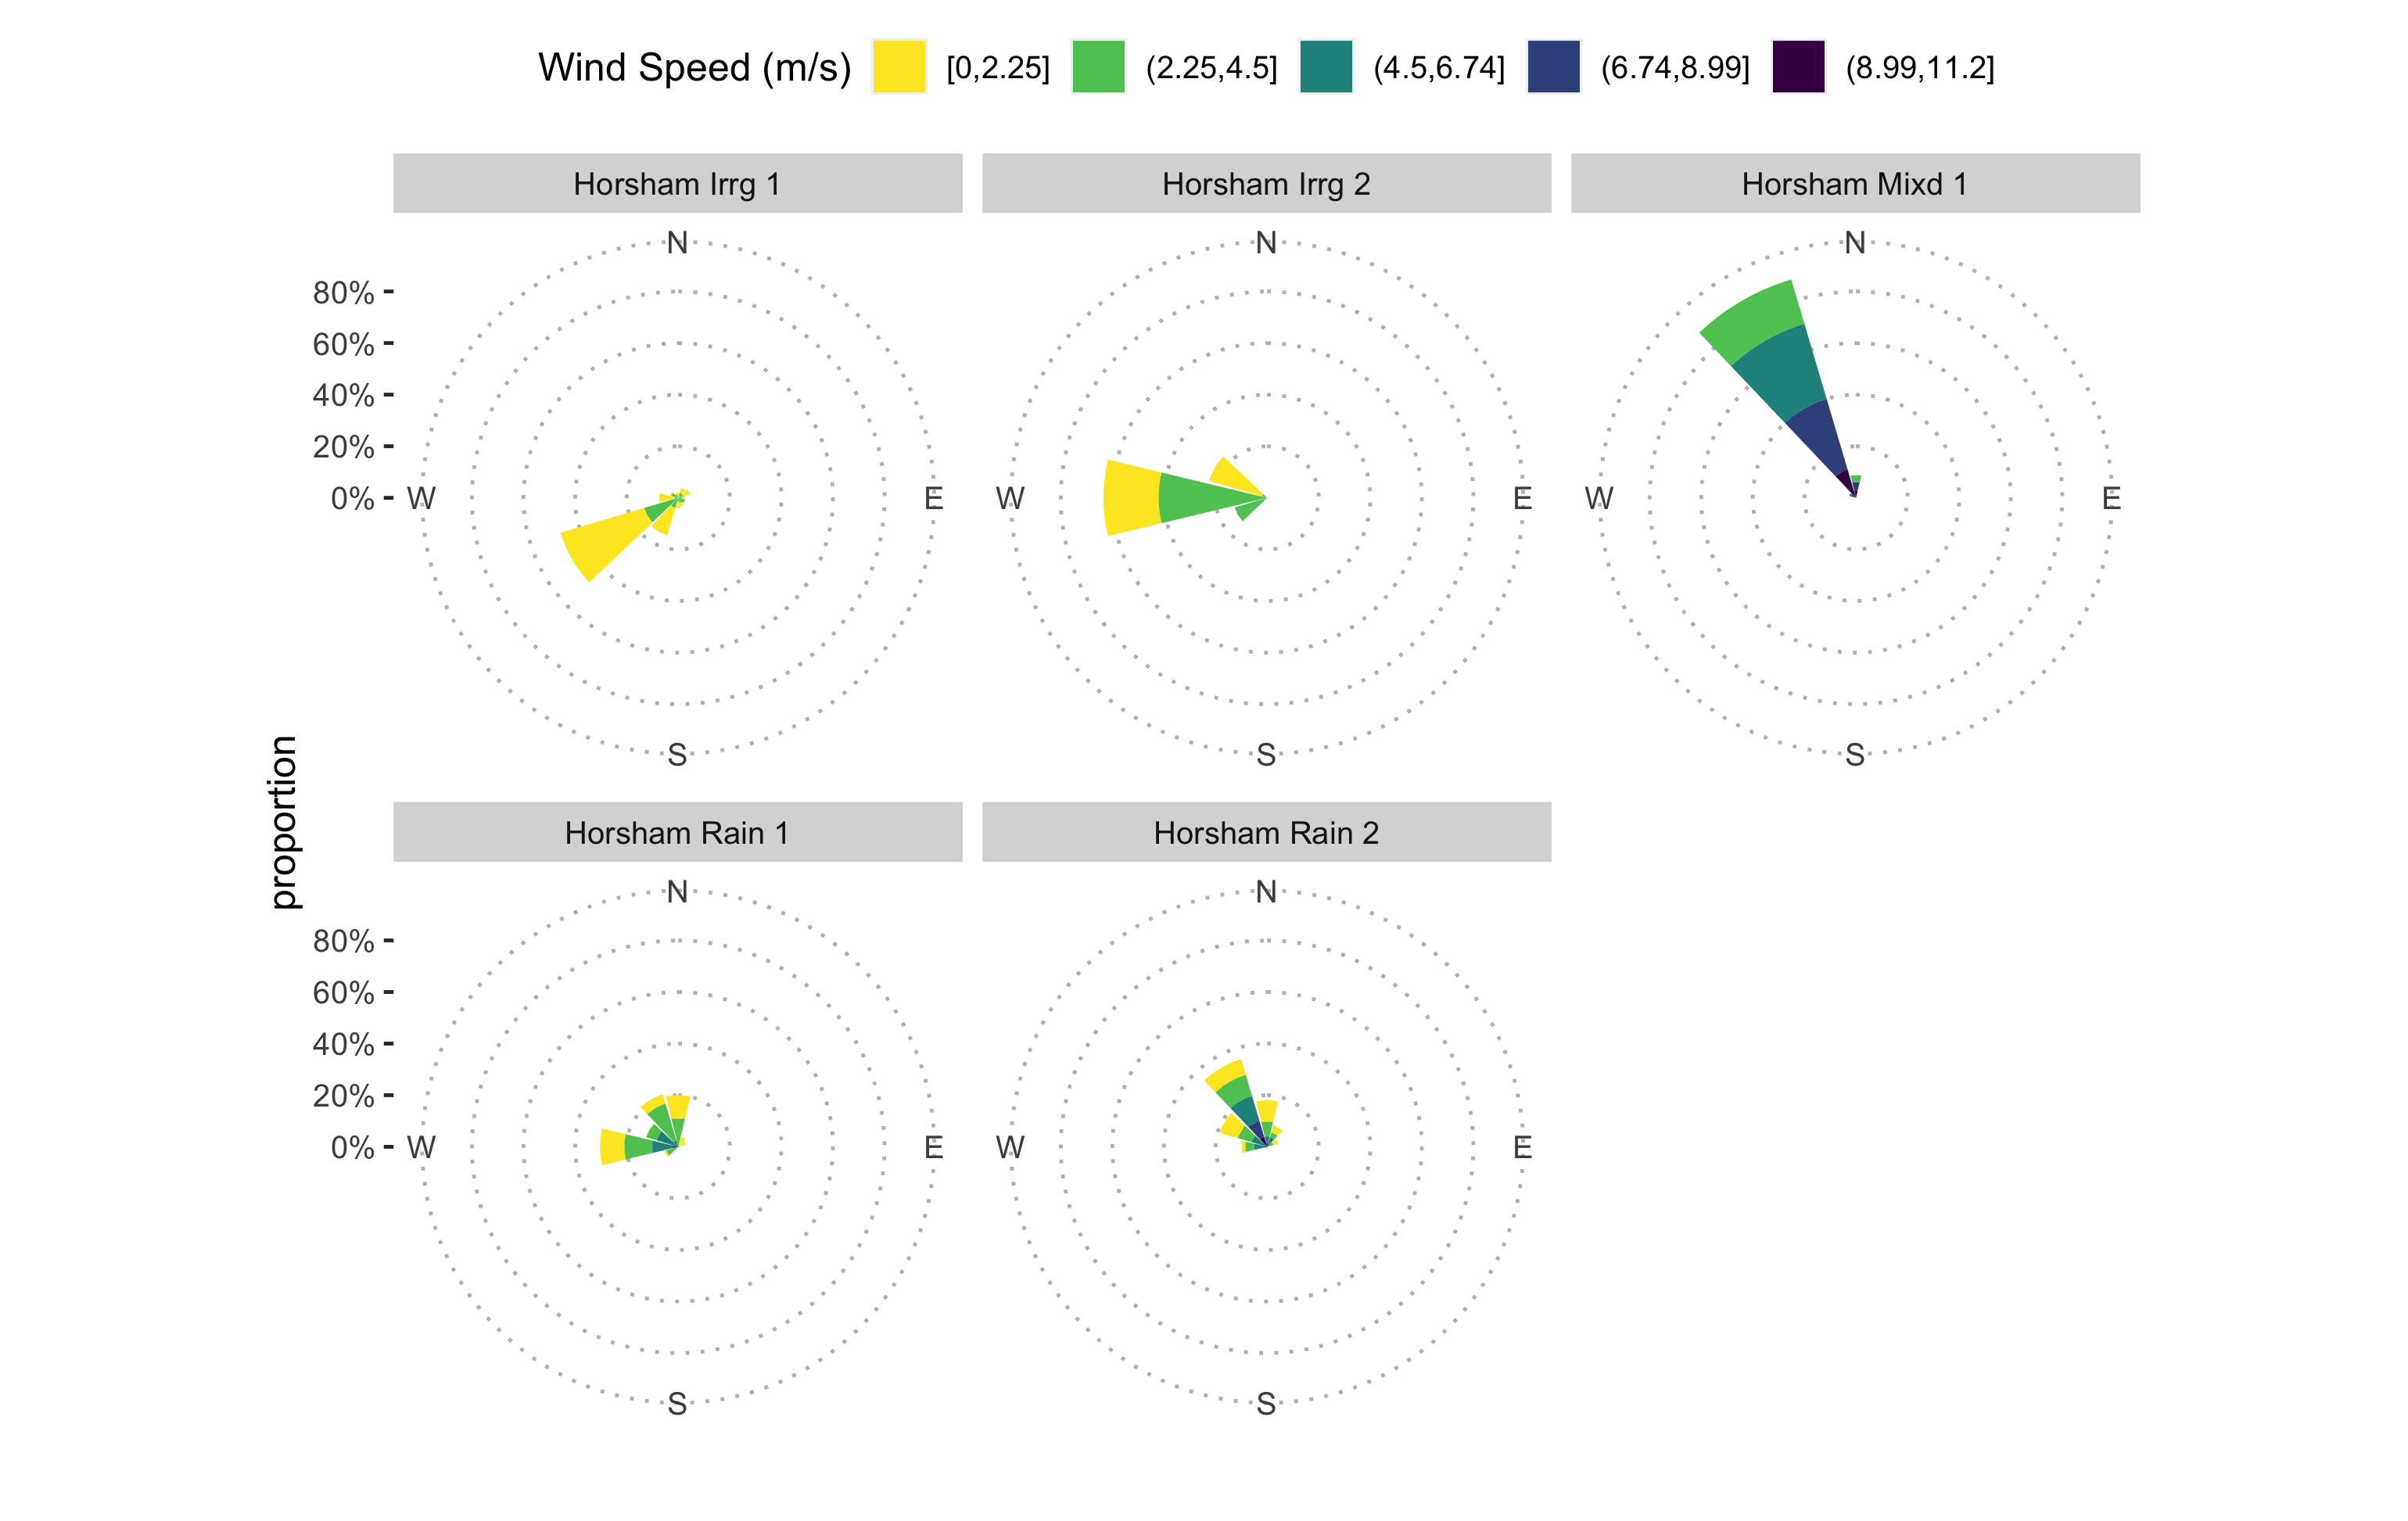 Wind Speed (m/s) [0,2.25] (2.25,4.5] (4.5,6.74] (6.74,8.99] (8.99,11.2]
Horsham Irrg 1 Horsham Irrg 2 Horsham Mixd 1
N N N
80%
60%
40%
20%
0% W E W E W E
S S S
proportion
Horsham Rain 1 Horsham Rain 2
N N
80%
60%
40%
20%
0% W E W E
S S